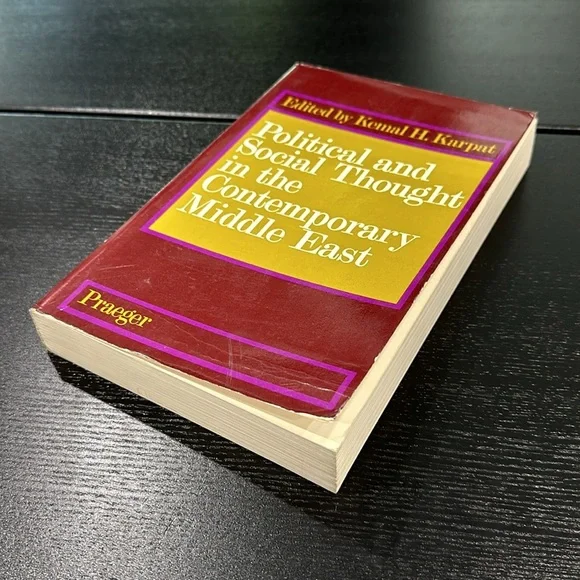 Edited by Kemal H. Karpat
Political and
Social Thought
in the
Contemporary
Middle East
Praeger